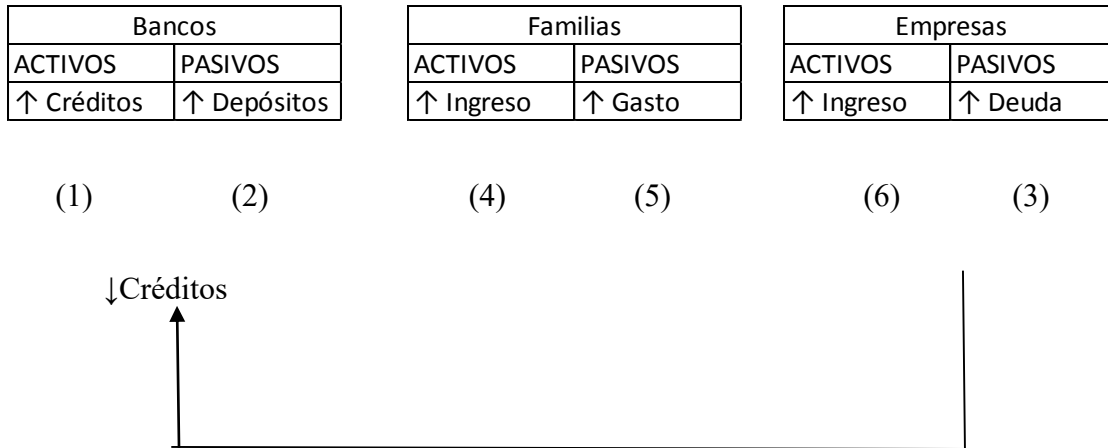 Bancos Familias Empresas
ACTIVOS PASIVOS ACTIVOS PASIVOS ACTIVOS PASIVOS
↑ Créditos ↑ Depósitos ↑ Ingreso ↑ Gasto ↑ Ingreso ↑ Deuda
(1) (2) (4) (5) (6) (3)
↓Créditos